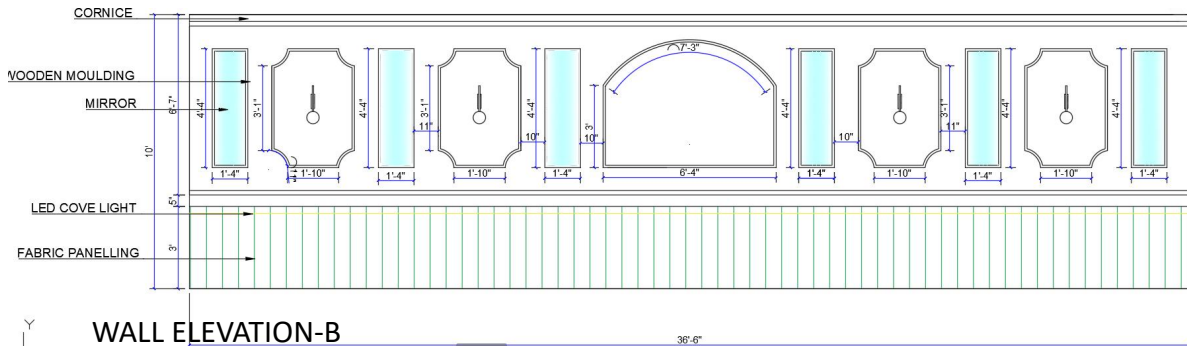 CORNICE
7'-3"
WOODEN MOULDING
MIRROR
6'-7"
10'
4'-4" 3'-1" 4'-4" 3'-1" 4'-4" 3' 4'-4" 3'-1" 4'-4" 4'-4"
11" 10" 10" 10" 11"
1'-4" 1'-10" 1'-4" 1'-10" 1'-4" 6'-4" 1'-4" 1'-10" 1'-4" 1'-10" 1'-4"
5"
LED COVE LIGHT
3'
FABRIC PANELLING
Y
WALL ELEVATION-B
36'-6"